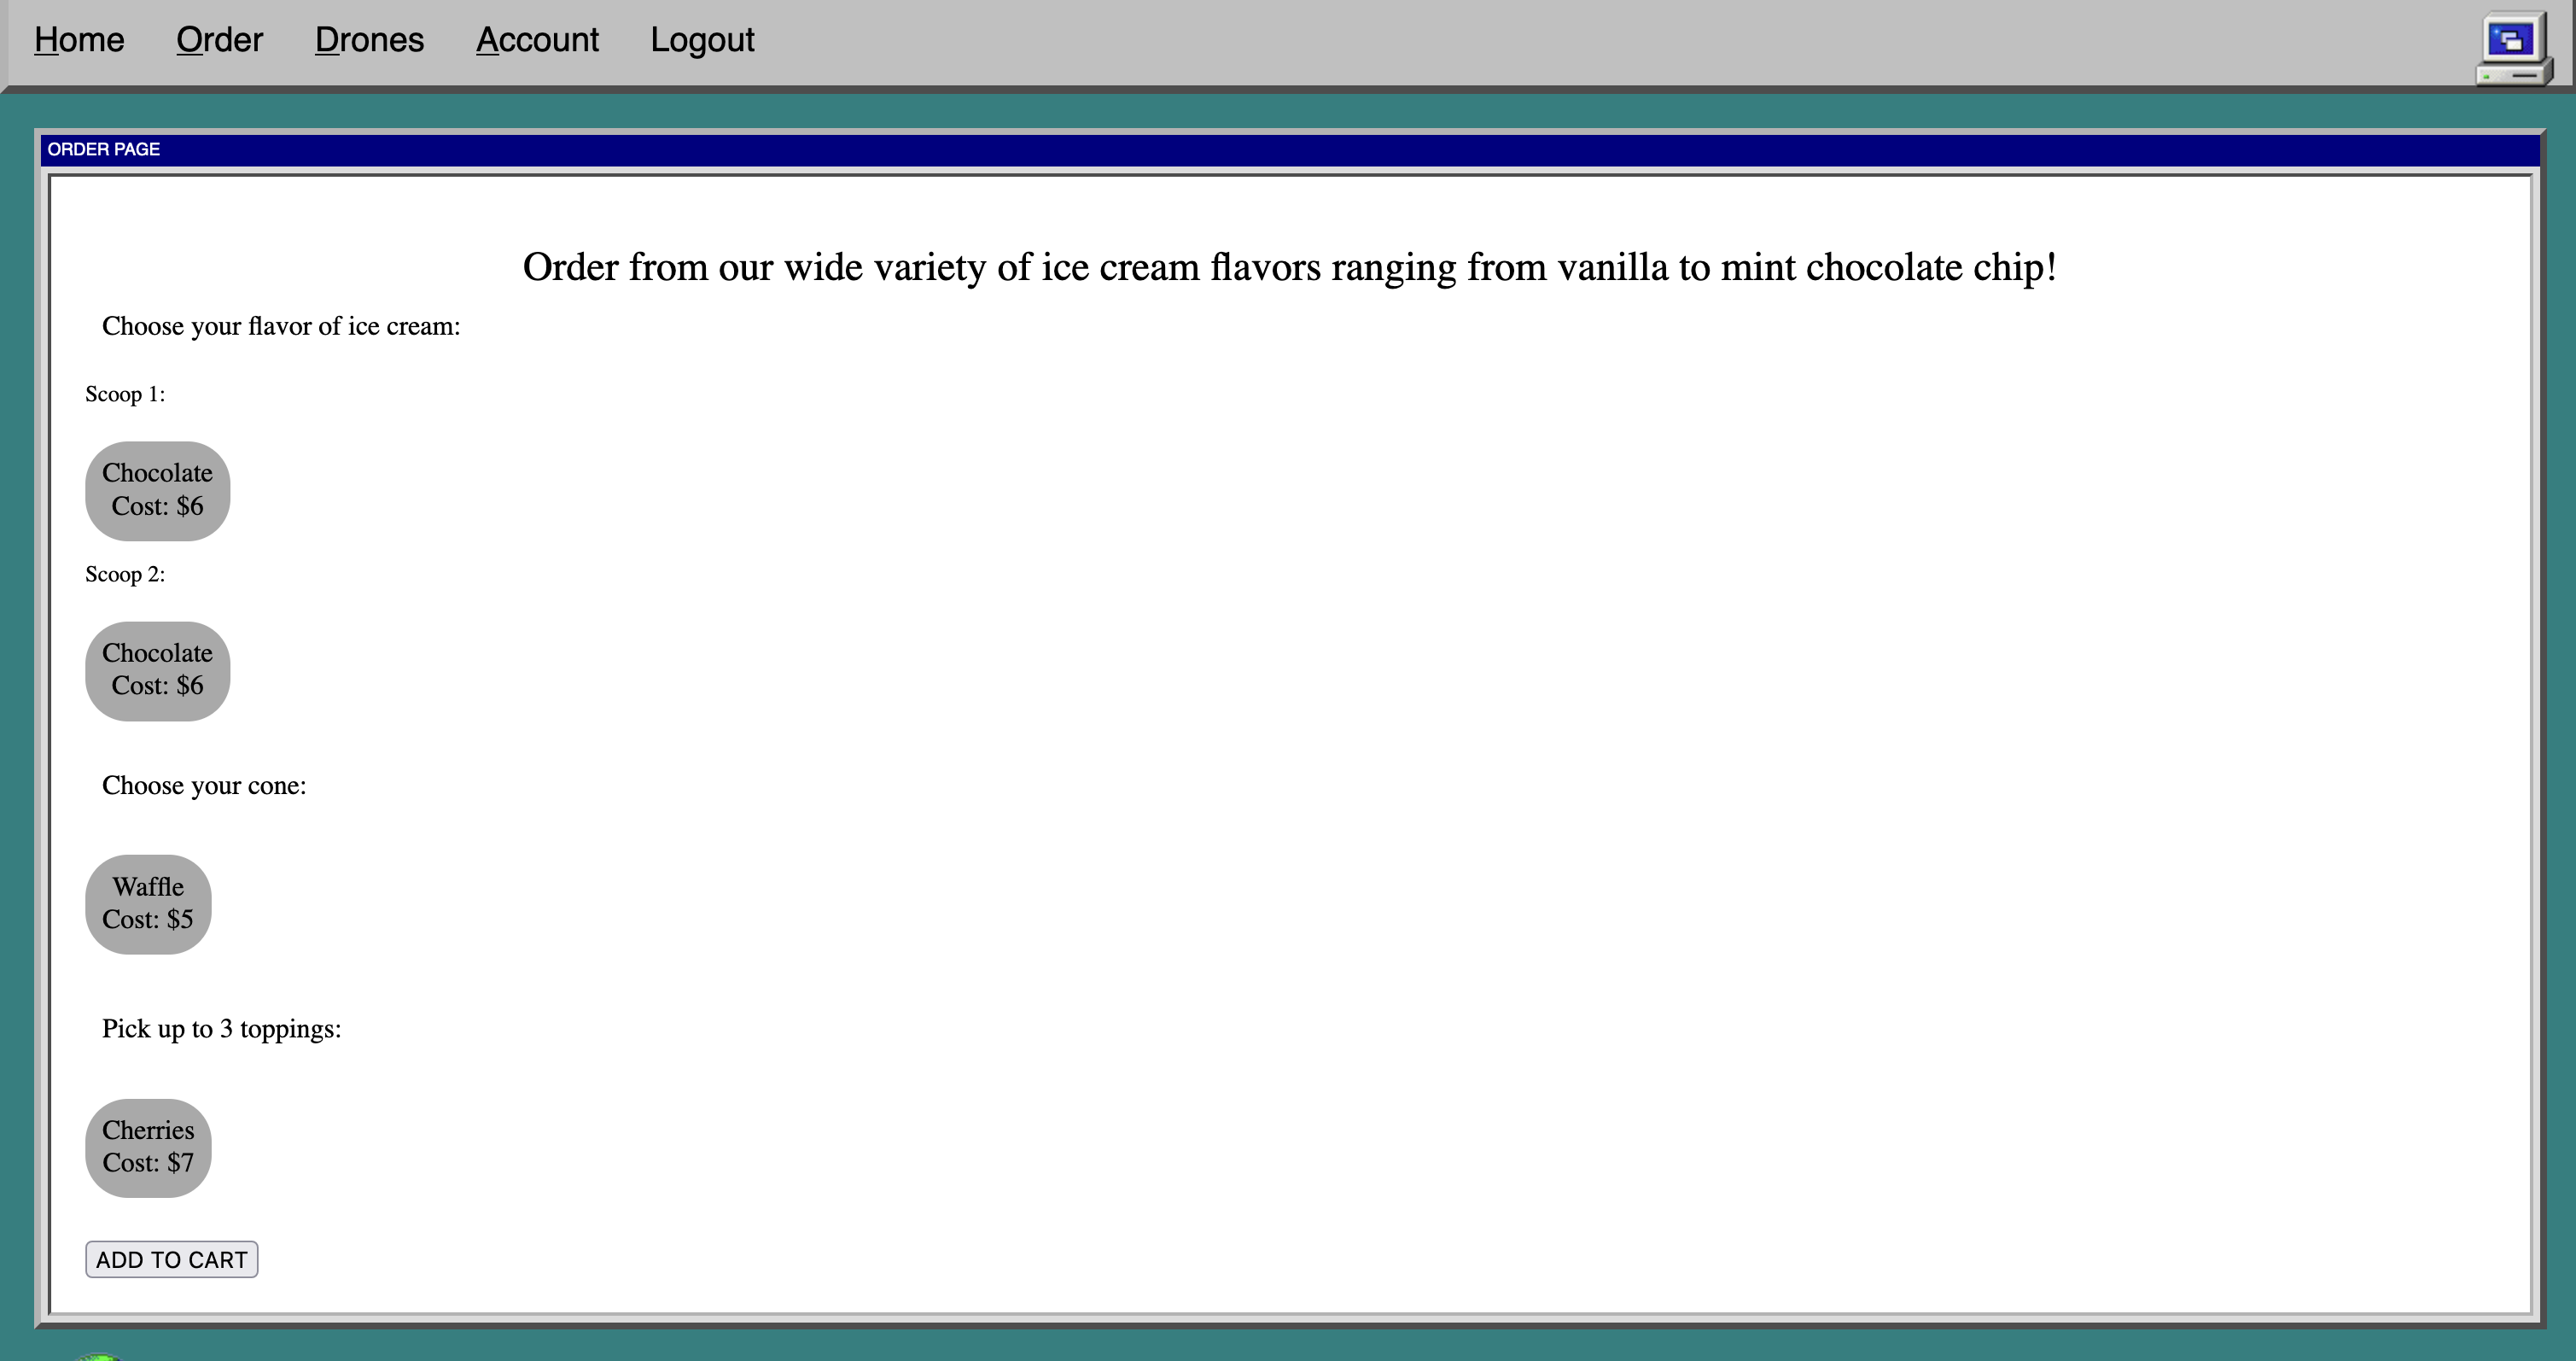 Home Order Drones Account Logout
ORDER PAGE
Order from our wide variety of ice cream flavors ranging from vanilla to mint chocolate chip!
Choose your flavor of ice cream:
Scoop 1:
Chocolate
Cost: $6
Scoop 2:
Chocolate
Cost: $6
Choose your cone:
Waffle
Cost: $5
Pick up to 3 toppings:
Cherries
Cost: $7
ADD TO CART